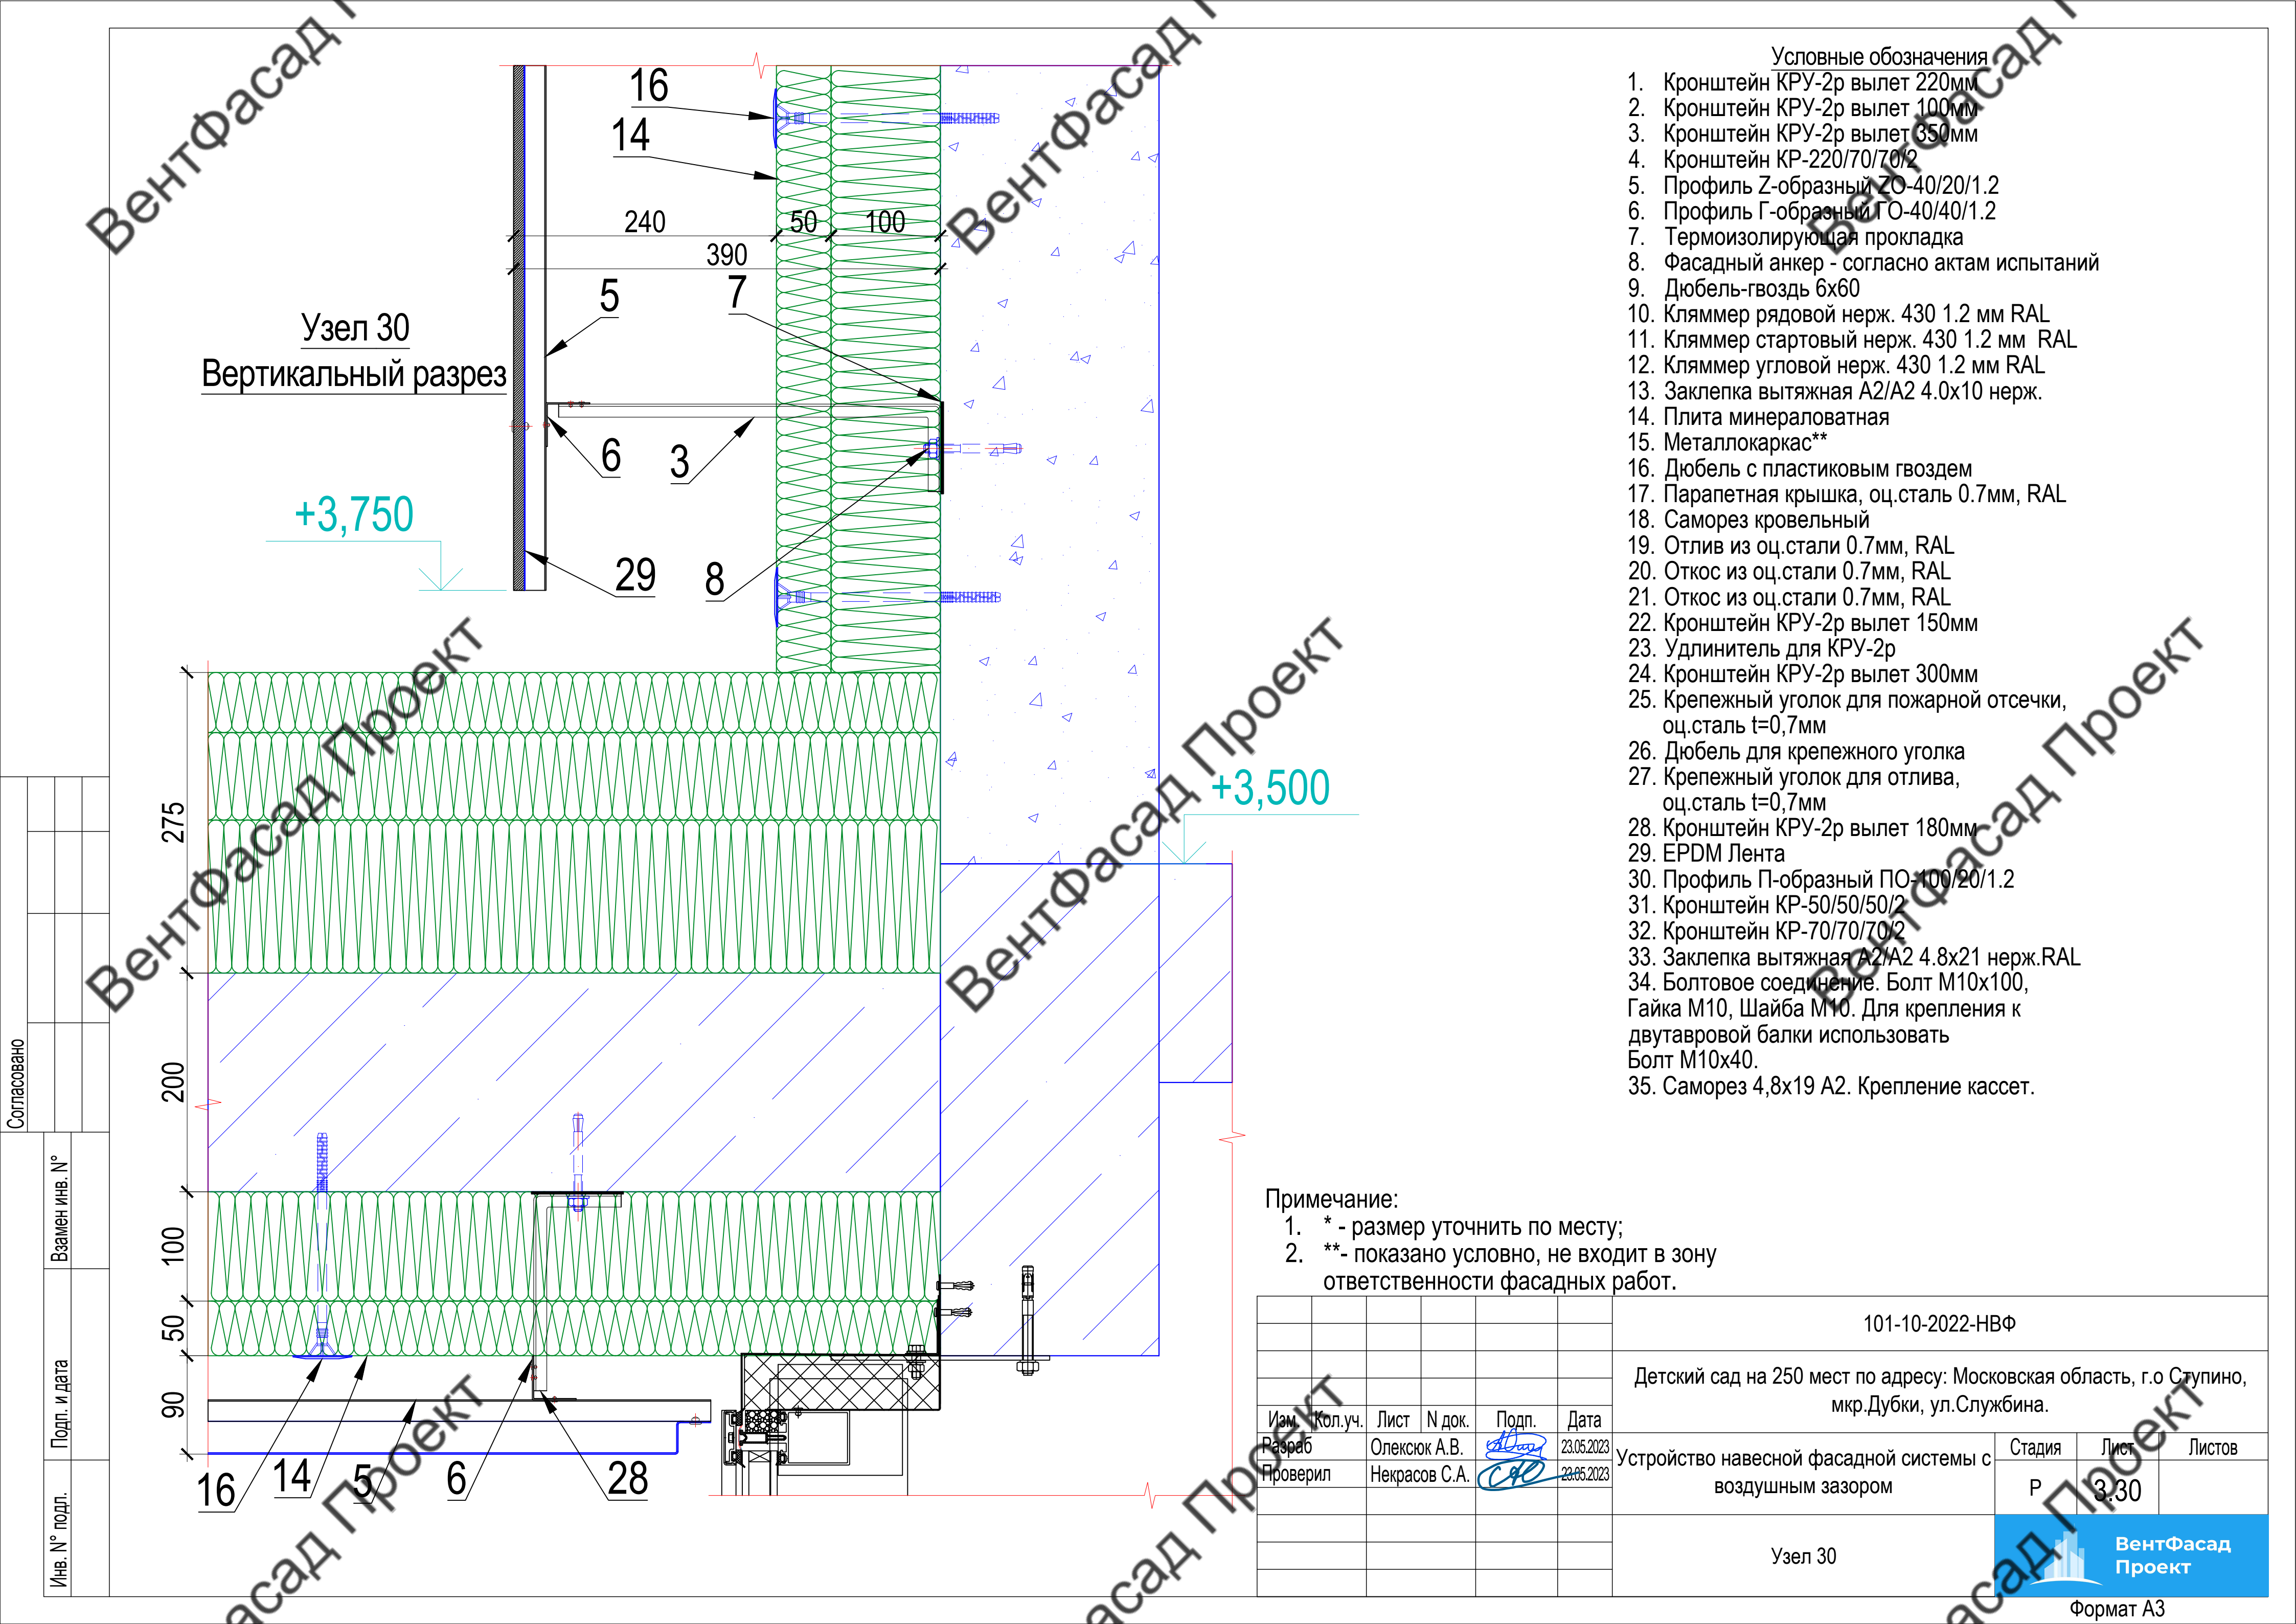 Узел 30
Вертикальный разрез
16
14
240
50
100
390
5
7
6
3
+3,750
29
8
275
+3,500
200
100
50
90
16
14
5
6
28
Условные обозначения
1. Кронштейн КРУ-2р вылет 220мм
2. Кронштейн КРУ-2р вылет 100мм
3. Кронштейн КРУ-2р вылет 350мм
4. Кронштейн КР-220/70/70/2
5. Профиль Z-образный ZO-40/20/1.2
6. Профиль Г-образный ГО-40/40/1.2
7. Термоизолирующая прокладка
8. Фасадный анкер - согласно актам испытаний
9. Дюбель-гвоздь 6х60
10. Кляммер рядовой нерж. 430 1.2 мм RAL
11. Кляммер стартовый нерж. 430 1.2 мм RAL
12. Кляммер угловой нерж. 430 1.2 мм RAL
13. Заклепка вытяжная А2/А2 4.0х10 нерж.
14. Плита минераловатная
15. Металлокаркас**
16. Дюбель с пластиковым гвоздем
17. Парапетная крышка, оц.сталь 0.7мм, RAL
18. Саморез кровельный
19. Отлив из оц.стали 0.7мм, RAL
20. Откос из оц.стали 0.7мм, RAL
21. Откос из оц.стали 0.7мм, RAL
22. Кронштейн КРУ-2р вылет 150мм
23. Удлинитель для КРУ-2р
24. Кронштейн КРУ-2р вылет 300мм
25. Крепежный уголок для пожарной отсечки,
оц.сталь t=0,7мм
26. Дюбель для крепежного уголка
27. Крепежный уголок для отлива,
оц.сталь t=0,7мм
28. Кронштейн КРУ-2р вылет 180мм
29. EPDM Лента
30. Профиль П-образный ПО-100/20/1.2
31. Кронштейн КР-50/50/50/2
32. Кронштейн КР-70/70/70/2
33. Заклепка вытяжная А2/А2 4.8х21 нерж.RAL
34. Болтовое соединение. Болт М10х100,
Гайка М10, Шайба М10. Для крепления к
двутавровой балки использовать
Болт М10х40.
35. Саморез 4,8х19 А2. Крепление кассет.
Примечание:
1. * - размер уточнить по месту;
2. **- показано условно, не входит в зону
ответственности фасадных работ.
101-10-2022-НВФ
Детский сад на 250 мест по адресу: Московская область, г.о Ступино,
мкр.Дубки, ул.Службина.
Изм. Кол.уч. Лист N док. Подп. Дата
Разраб Олексюк А.В. 23.05.2023
Проверил Некрасов С.А. 23.05.2023
Устройство навесной фасадной системы с
воздушным зазором
Стадия Лист Листов
Р 3.30
Узел 30
ВентФасад
Проект
Формат А3
Согласовано
Взамен инв. N°
Подп. и дата
Инв. N° подл.
ВентФасад
ВентФасад
ВентФасад
ВентФасад Проект
ВентФасад Проект
ВентФасад Проект
сад Проект
сад Проект
сад Проект